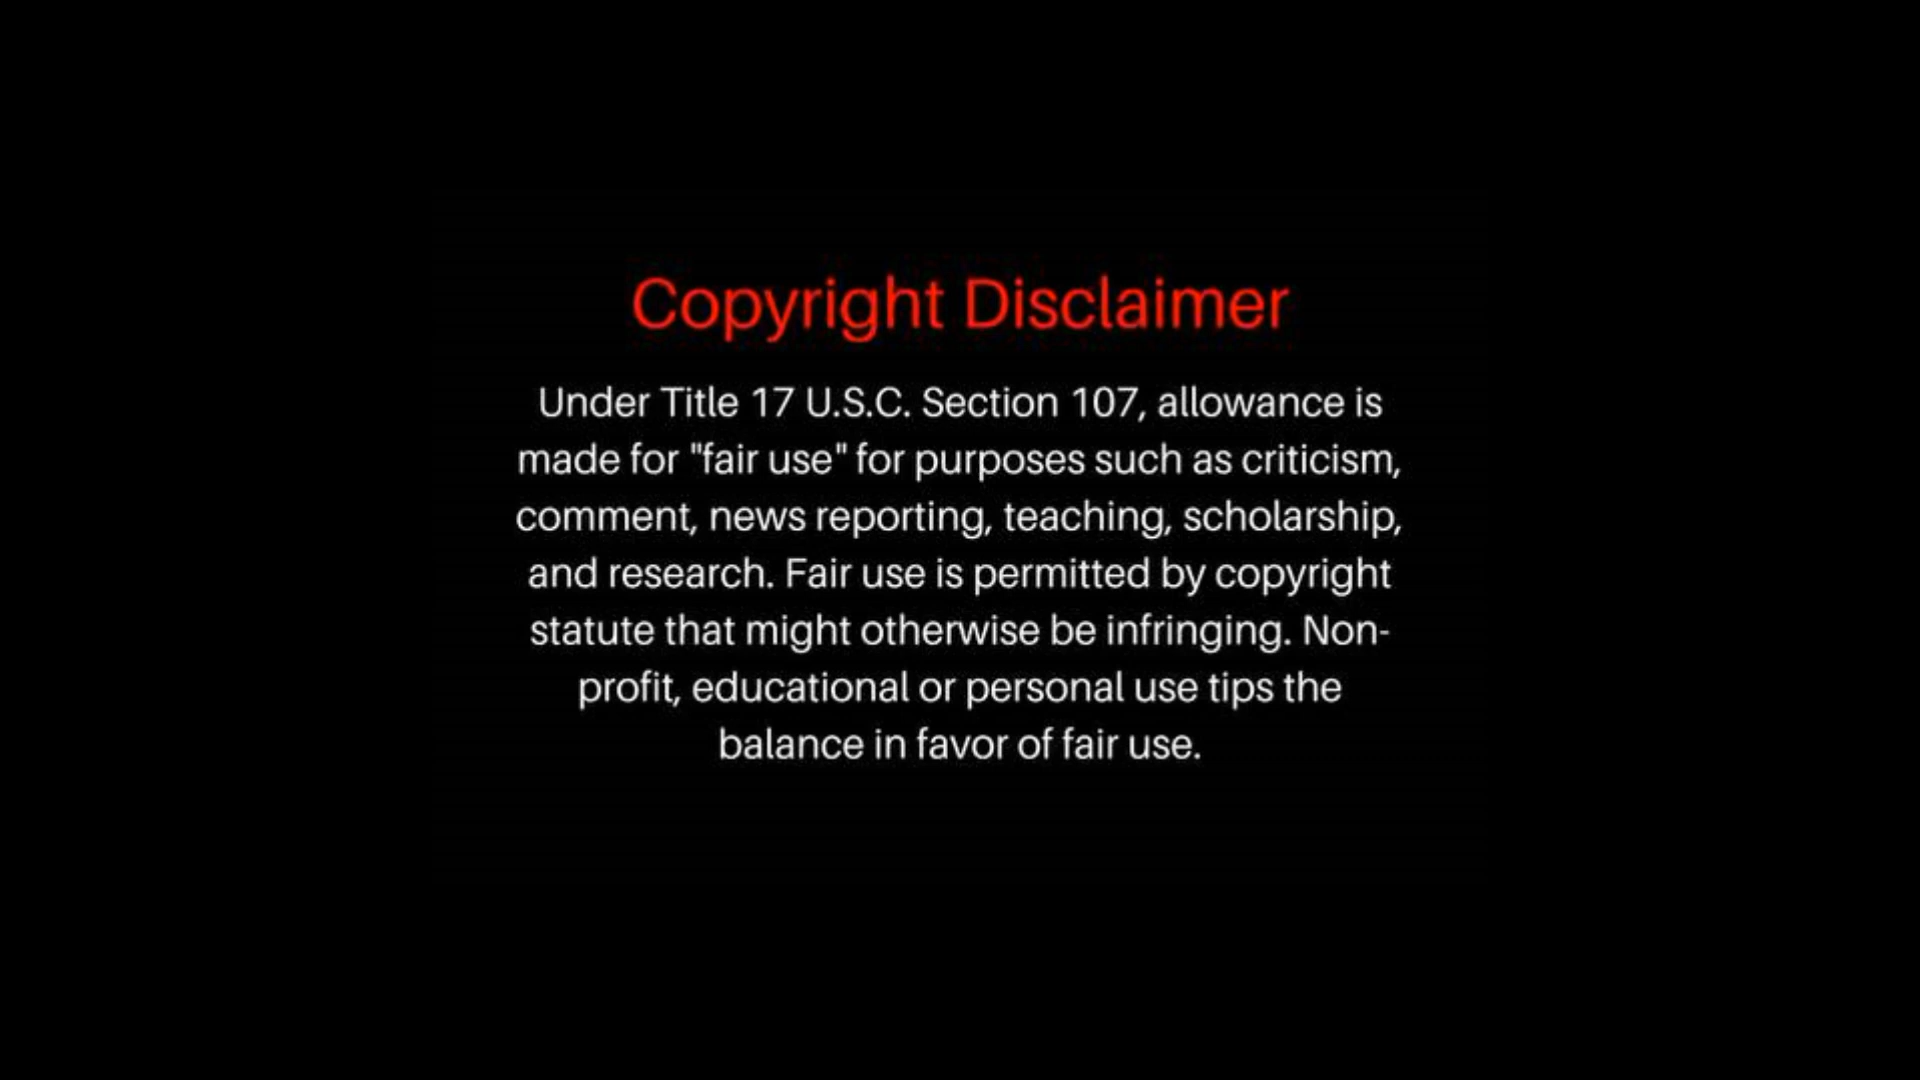 Copyright Disclaimer
Under Title 17 U.S.C. Section 107, allowance is
made for "fair use" for purposes such as criticism,
comment, news reporting, teaching, scholarship,
and research. Fair use is permitted by copyright
statute that might otherwise be infringing. Non-
profit, educational or personal use tips the
balance in favor of fair use.